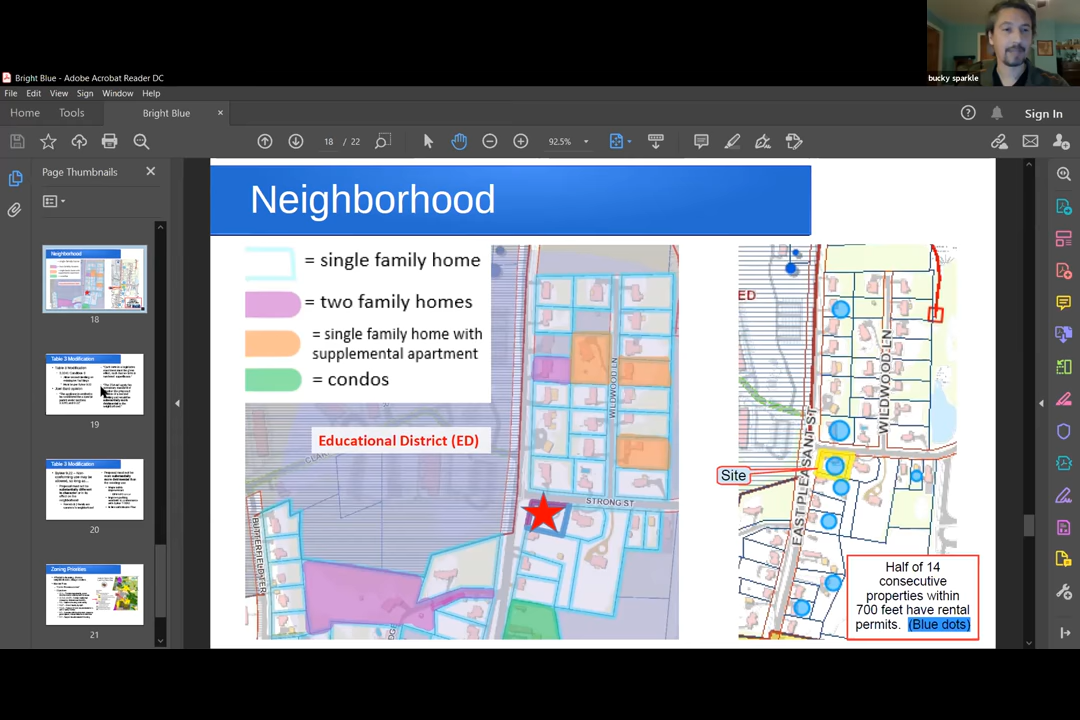 bucky sparkle
Bright Blue - Adobe Acrobat Reader DC
File Edit View Sign Window Help
Home Tools Bright Blue × Sign In
18 / 22 92.5%
Page Thumbnails
Neighborhood
18
Table 3 Modification
19
Table 3 Modification
20
Zoning Priorities
21
Neighborhood
= single family home
= two family homes
= single family home with
supplemental apartment
= condos
Educational District (ED)
WILDWOOD LN
STRONG ST
BUTTERFIELD TER
ED
WILDWOOD LN
EAST PLEASANT ST
Site
Half of 14
consecutive
properties within
700 feet have rental
permits. (Blue dots)